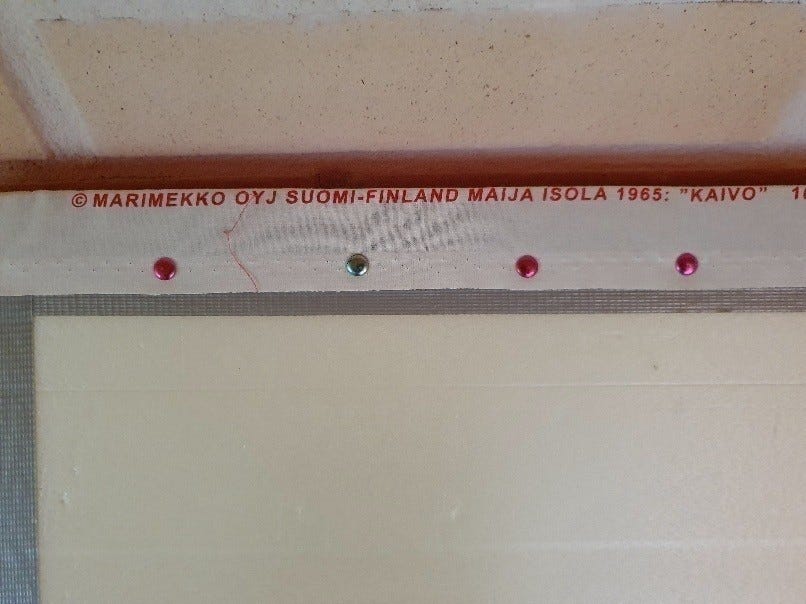 © MARIMEKKO OYJ SUOMI-FINLAND MAIJA ISOLA 1965: ”KAIVO”